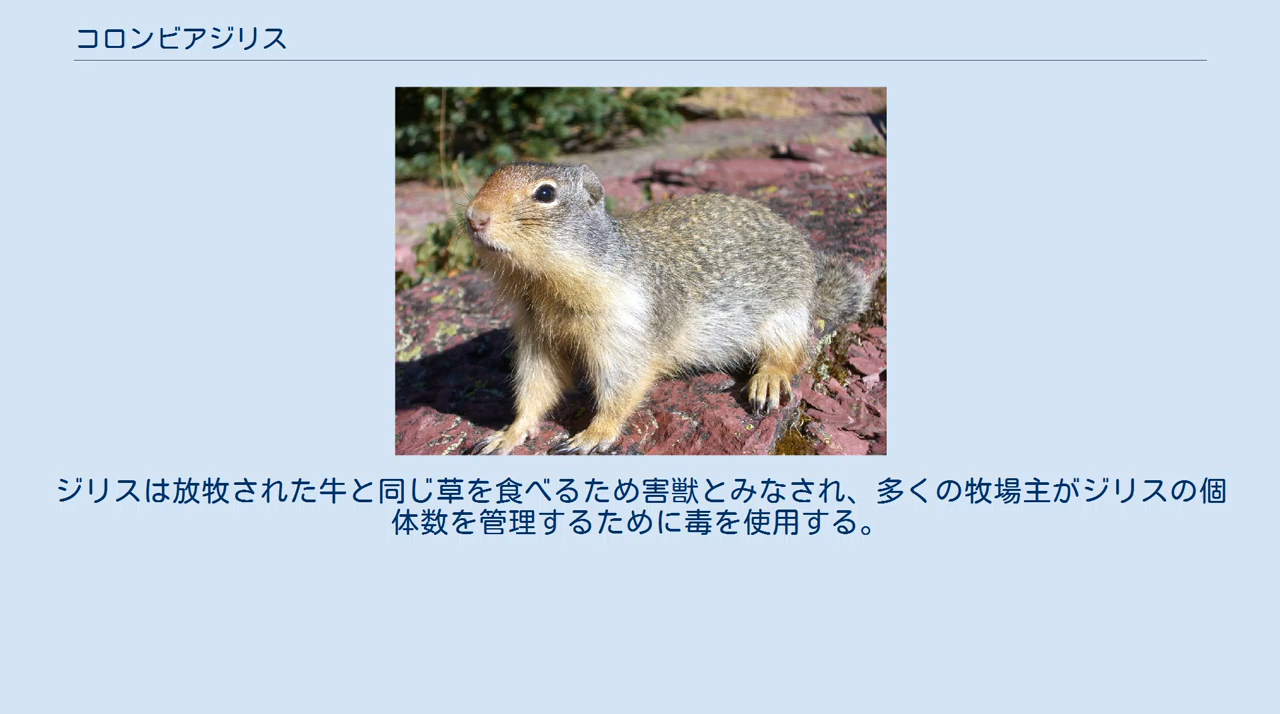 コロンビアジリス
ジリスは放牧された牛と同じ草を食べるため害獣とみなされ、多くの牧場主がジリスの個
体数を管理するために毒を使用する。